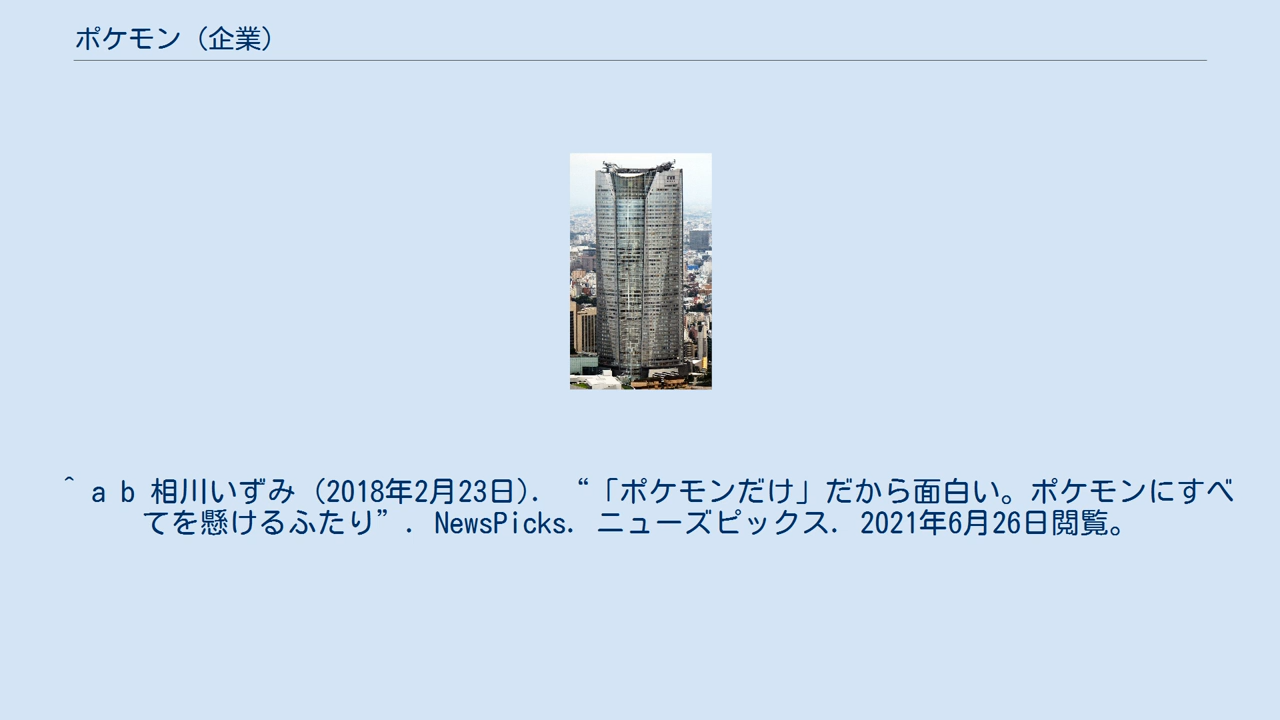 ポケモン（企業）
^ a b 相川いずみ（2018年2月23日）. “「ポケモンだけ」だから面白い。ポケモンにすべ
てを懸けるふたり”. NewsPicks. ニューズピックス. 2021年6月26日閲覧。